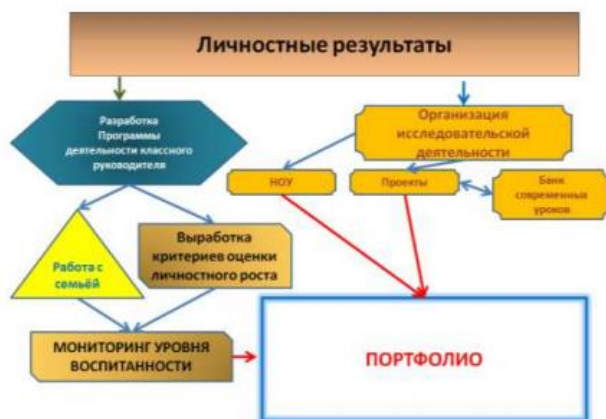 Личностные результаты
Разработка
Программы
деятельности классного
руководителя
Организация
исследовательской
деятельности
НОУ
Проекты
Банк
современных
уроков
Работа с
семьёй
Выработка
критериев оценки
личностного роста
МОНИТОРИНГ УРОВНЯ
ВОСПИТАННОСТИ
ПОРТФОЛИО